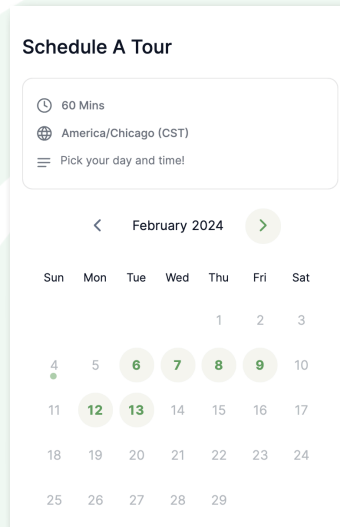 Schedule A Tour
60 Mins
America/Chicago (CST)
Pick your day and time!
February 2024
Sun Mon Tue Wed Thu Fri Sat
1 2 3
4 5 6 7 8 9 10
11 12 13 14 15 16 17
18 19 20 21 22 23 24
25 26 27 28 29